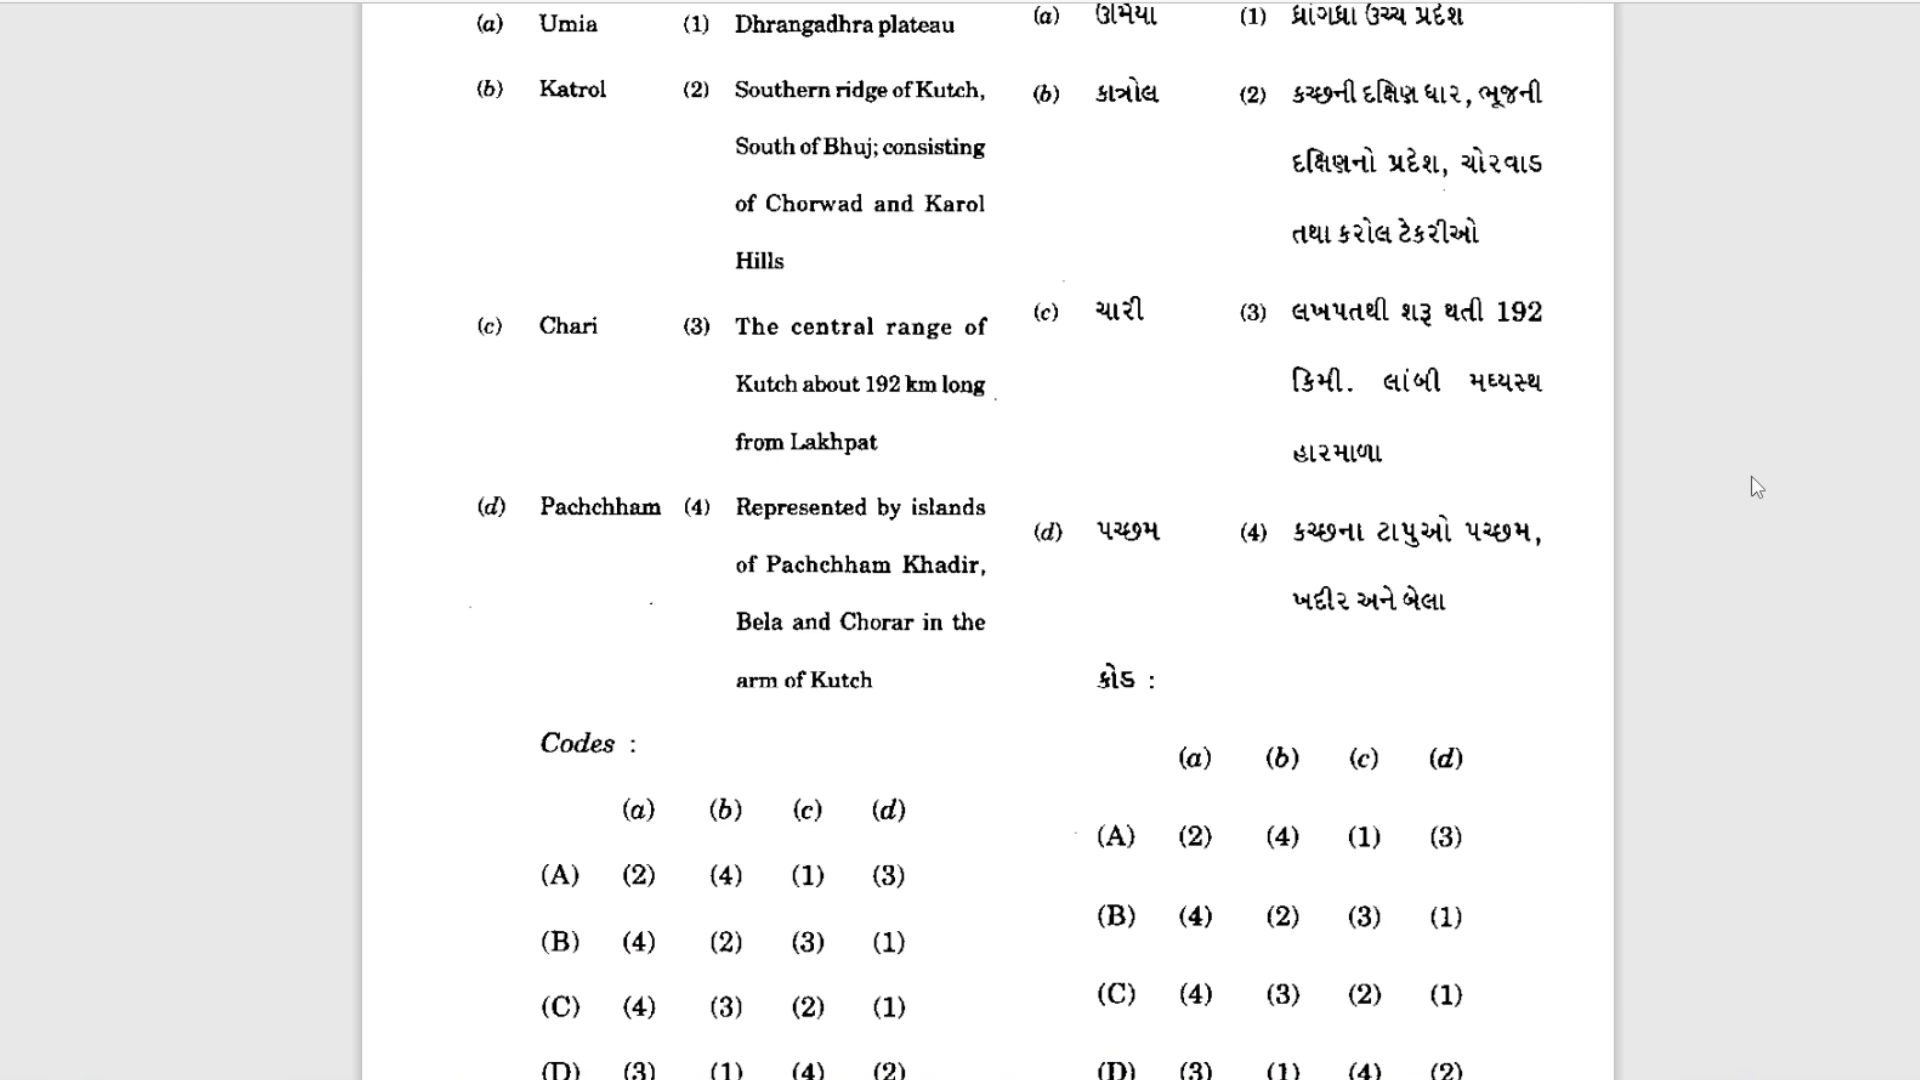 (a) Umia (1) Dhrangadhra plateau
(b) Katrol (2) Southern ridge of Kutch,
South of Bhuj; consisting
of Chorwad and Karol
Hills
(c) Chari (3) The central range of
Kutch about 192 km long
from Lakhpat
(d) Pachchham (4) Represented by islands
of Pachchham Khadir,
Bela and Chorar in the
arm of Kutch
Codes :
(a) (b) (c) (d)
(A) (2) (4) (1) (3)
(B) (4) (2) (3) (1)
(C) (4) (3) (2) (1)
(D) (3) (1) (4) (2)
(a) ઉમિયા (1) ધ્રાંગધ્રા ઉચ્ચ પ્રદેશ
(b) કાત્રોલ (2) કચ્છની દક્ષિણ ધાર, ભૂજની
દક્ષિણનો પ્રદેશ, ચોરવાડ
તથા કરોલ ટેકરીઓ
(c) ચારી (3) લખપતથી શરૂ થતી 192
કિમી. લાંબી મધ્યસ્થ
હારમાળા
(d) પચ્છમ (4) કચ્છના ટાપુઓ પચ્છમ,
ખદીર અને બેલા
કોડ :
(a) (b) (c) (d)
(A) (2) (4) (1) (3)
(B) (4) (2) (3) (1)
(C) (4) (3) (2) (1)
(D) (3) (1) (4) (2)